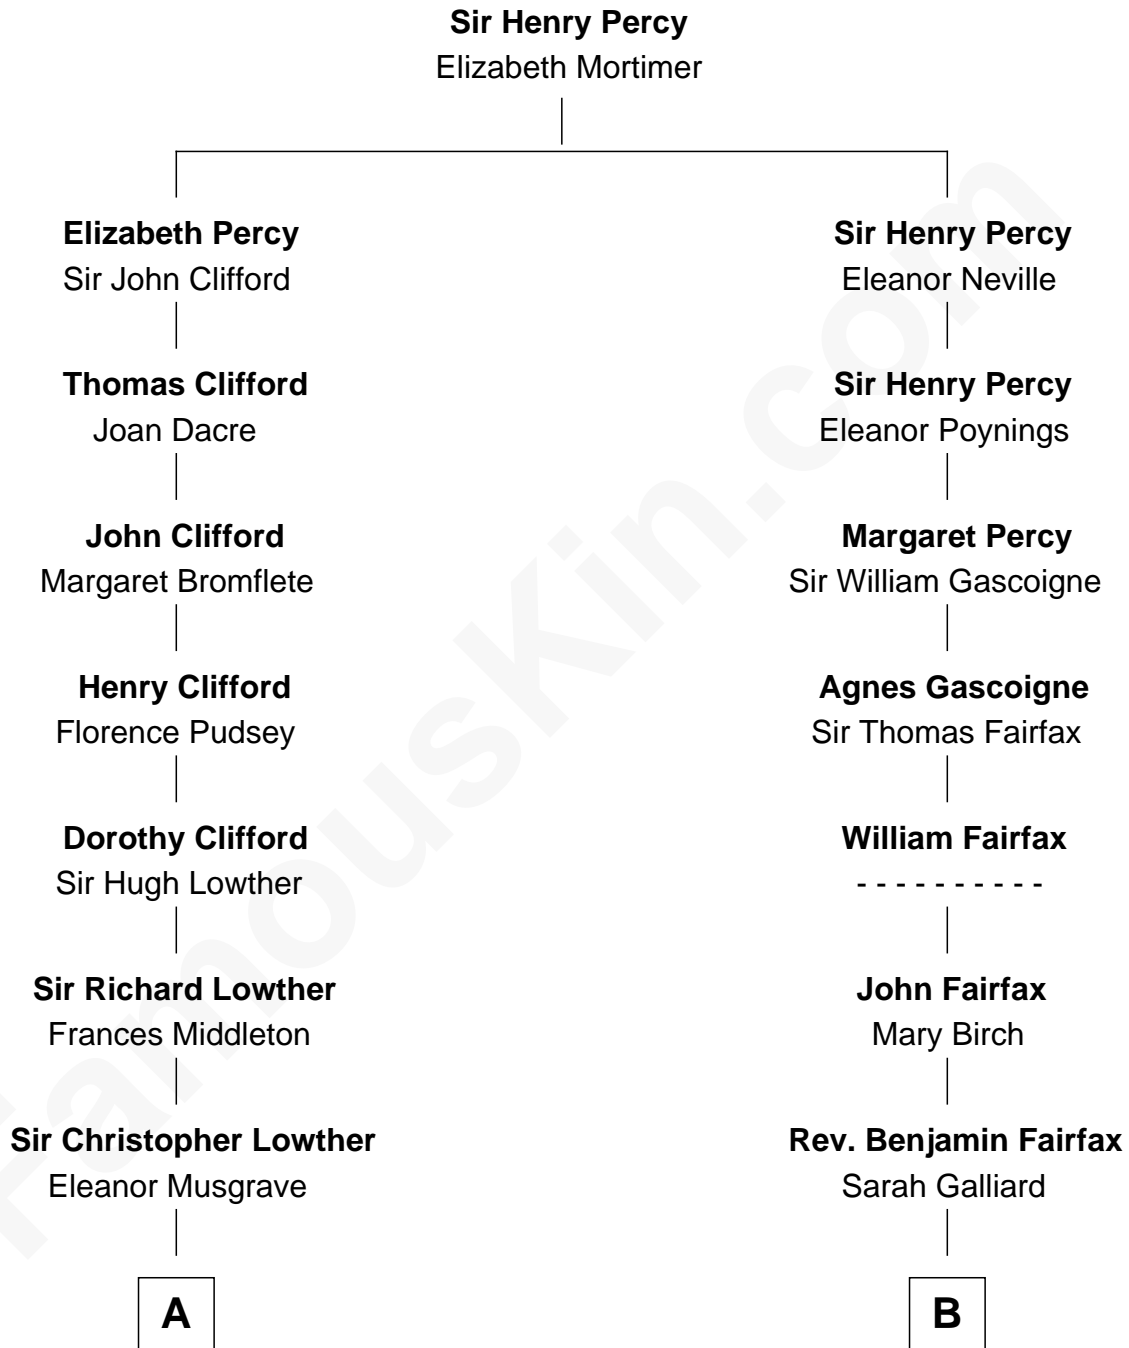 Sir Henry Percy
Elizabeth Mortimer
Elizabeth Percy
Sir John Clifford
Sir Henry Percy
Eleanor Neville
Thomas Clifford
Joan Dacre
Sir Henry Percy
Eleanor Poynings
John Clifford
Margaret Bromflete
Margaret Percy
Sir William Gascoigne
Henry Clifford
Florence Pudsey
Agnes Gascoigne
Sir Thomas Fairfax
Dorothy Clifford
Sir Hugh Lowther
William Fairfax
- - - - - - - - - -
Sir Richard Lowther
Frances Middleton
John Fairfax
Mary Birch
Sir Christopher Lowther
Eleanor Musgrave
Rev. Benjamin Fairfax
Sarah Galliard
A
B
FamousKin.com